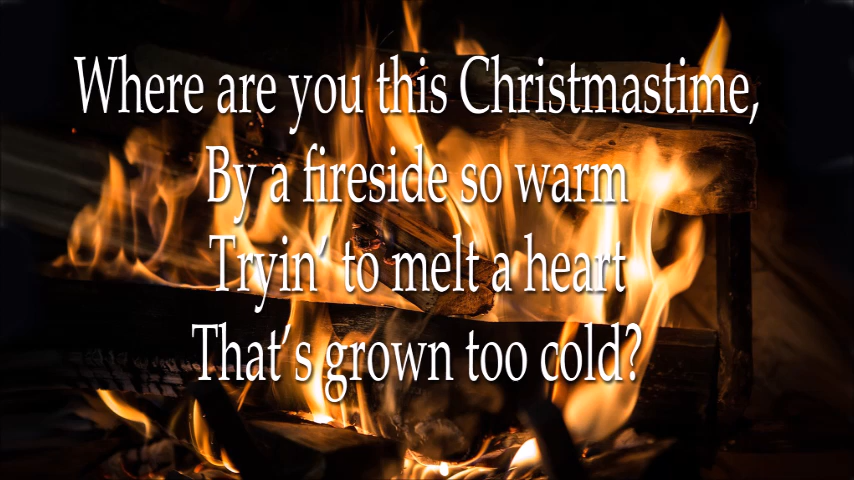 Where are you this Christmastime,
By a fireside so warm
Tryin’ to melt a heart
That’s grown too cold?